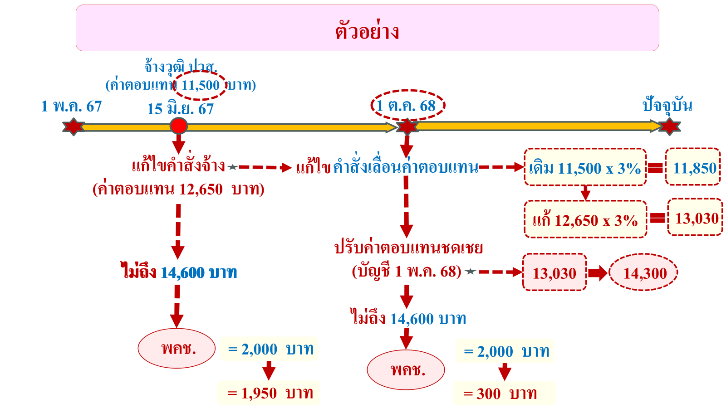 ตัวอย่าง
จ้างวุฒิ ปวส.
(ค่าตอบแทน 11,500 บาท)
1 พ.ค. 67
15 มิ.ย. 67
1 ต.ค. 68
ปัจจุบัน
แก้ไขคำสั่งจ้าง
(ค่าตอบแทน 12,650 บาท)
แก้ไขคำสั่งเลื่อนค่าตอบแทน
เดิม 11,500 x 3%
=
11,850
แก้ 12,650 x 3%
=
13,030
ปรับค่าตอบแทนชดเชย
(บัญชี 1 พ.ค. 68)
13,030
14,300
ไม่ถึง 14,600 บาท
ไม่ถึง 14,600 บาท
พคช.
= 2,000 บาท
= 1,950 บาท
พคช.
= 2,000 บาท
= 300 บาท